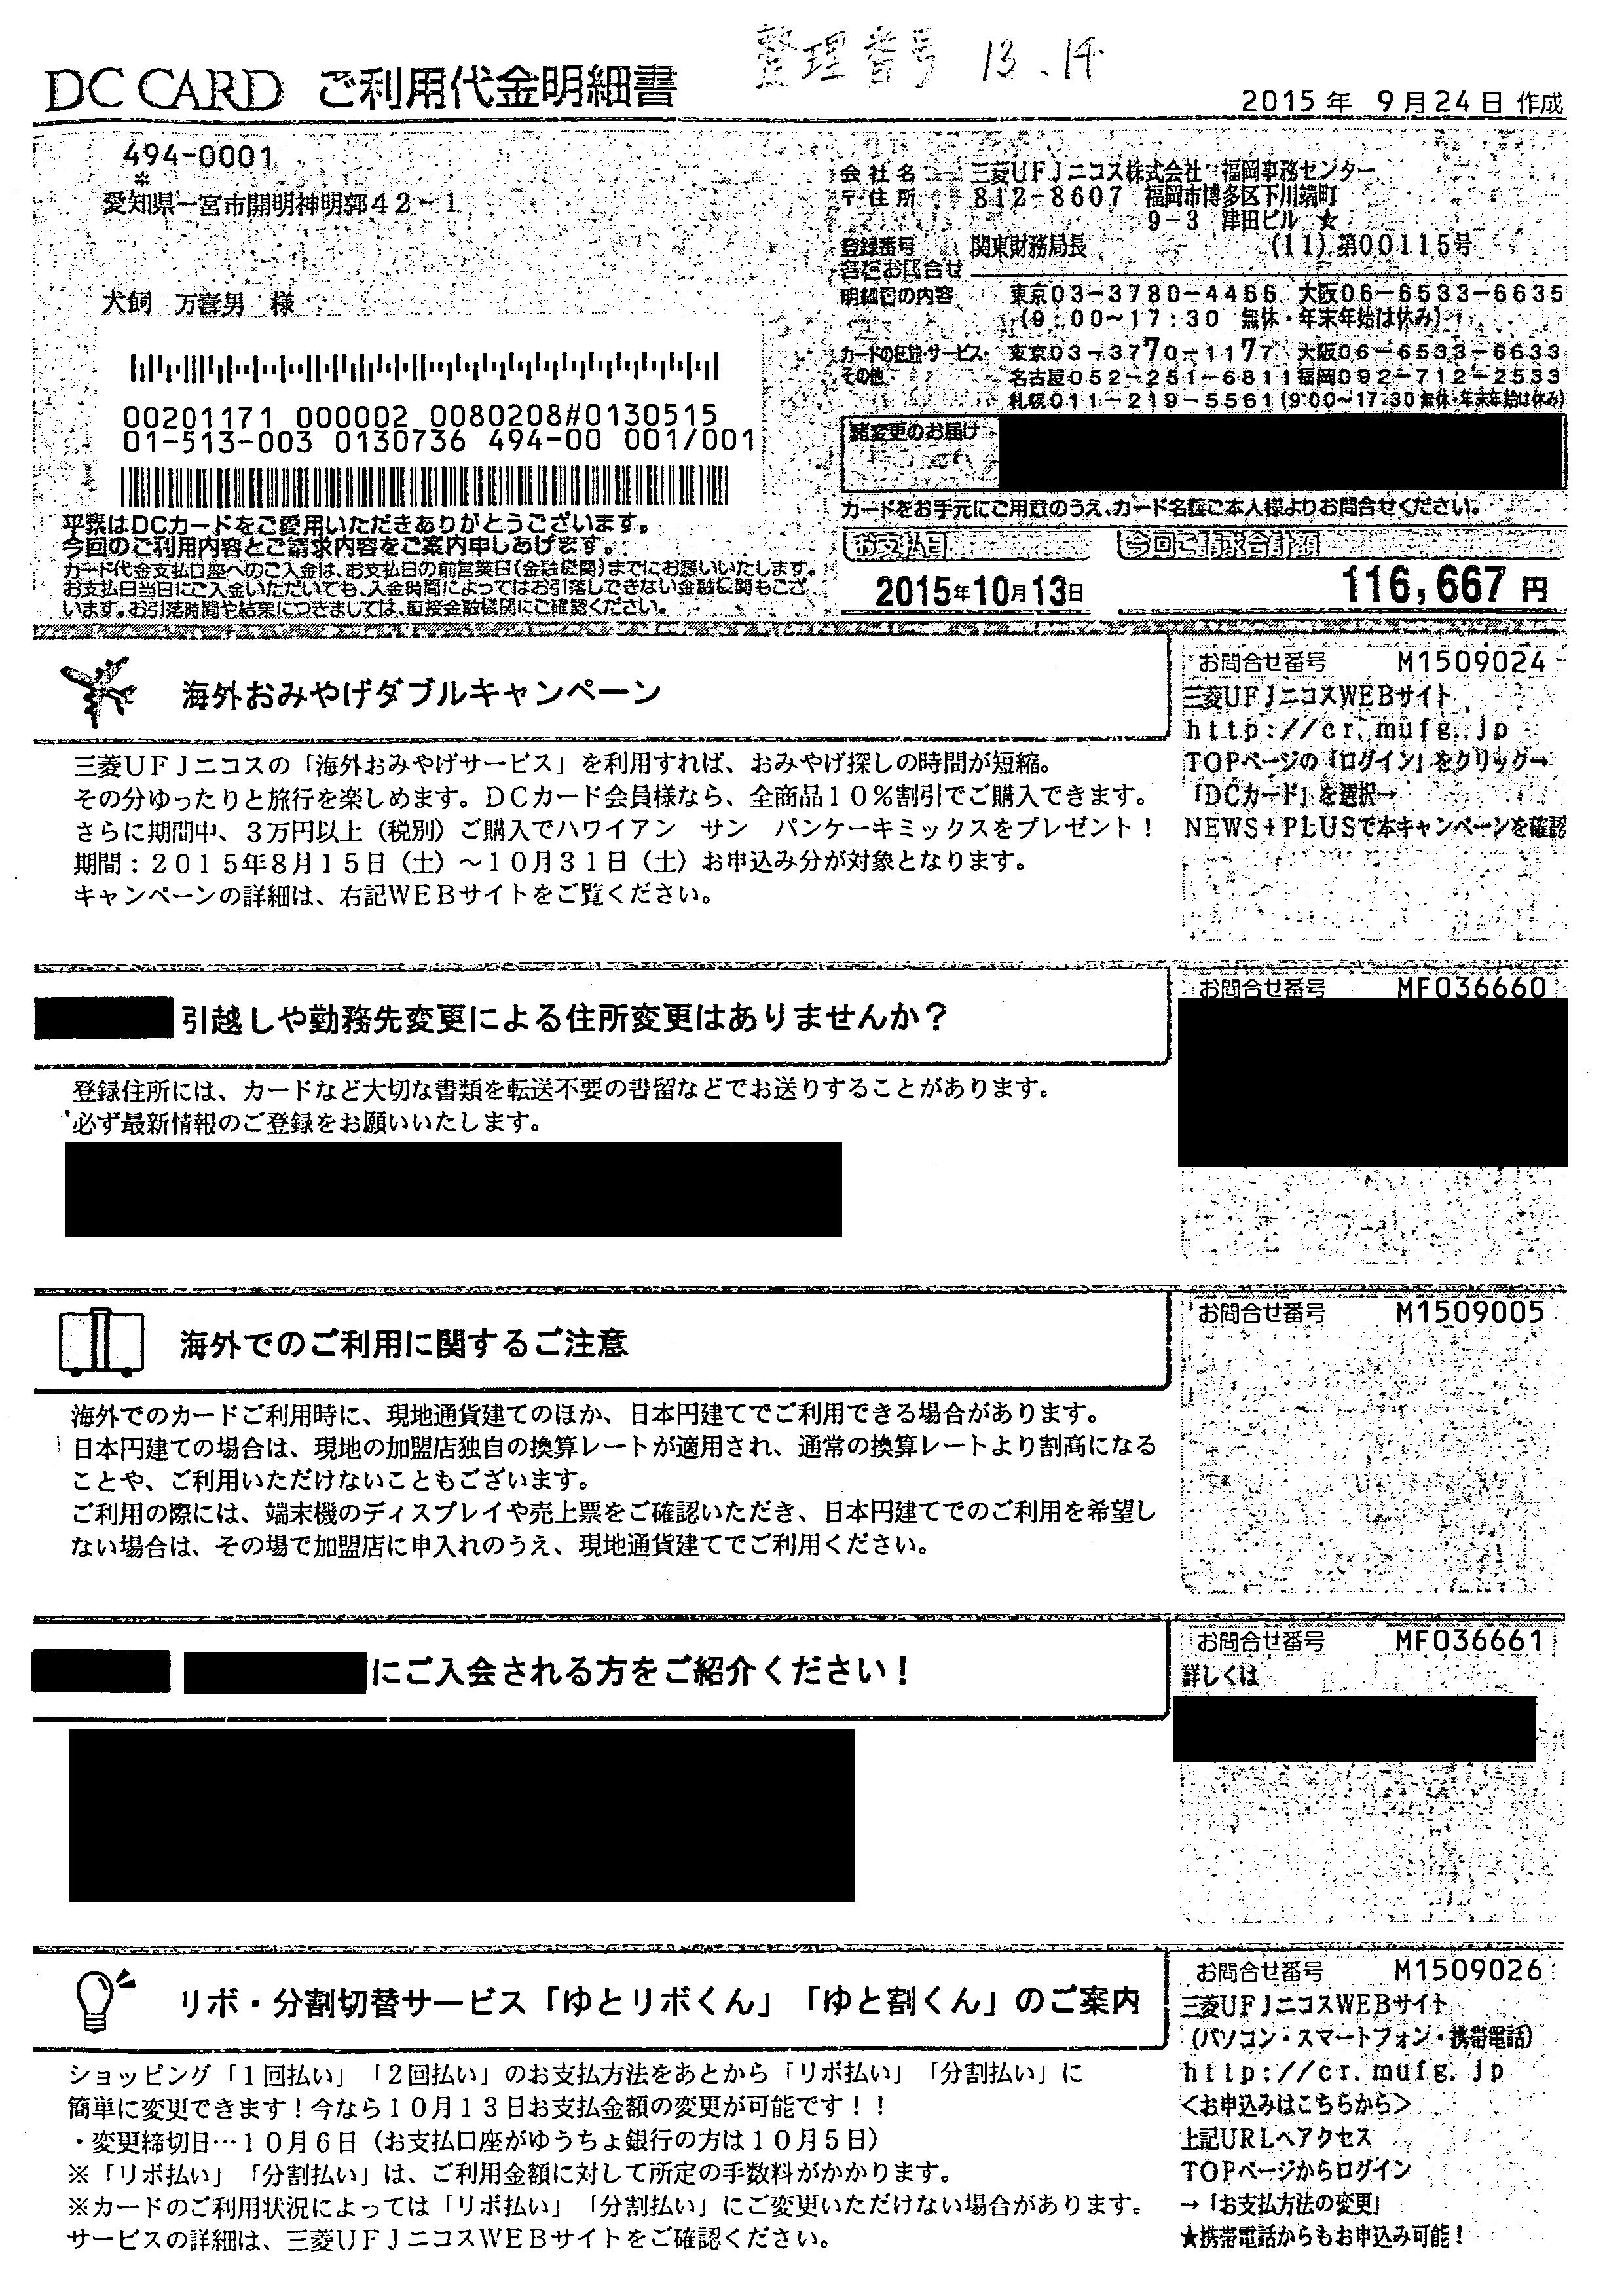 整理番号 13、14
DC CARD ご利用代金明細書
2015年 9月24日 作成
494-0001
*
愛知県一宮市開明神明郭42-1
犬飼 万喜男 様
00201171 000002 0080208#0130515
01-513-003 0130736 494-00 001/001
平素はDCカードをご愛用いただきありがとうございます。
今回のご利用内容とご請求内容をご案内申しあげます。
カード代金支払口座へのご入金は、お支払日の前営業日(金融機関)までにお願いいたします。
お支払日当日にご入金いただいても、入金時間によってはお引落しできない金融機関もござ
います。お引落時間や結果につきましては、直接金融機関にご確認ください。
会社名 三菱UFJニコス株式会社 福岡事務センター
〒住所 812-8607 福岡市博多区下川端町
9-3 津田ビル ★
登録番号 関東財務局長 (11) 第00115号
各種お問合せ
明細書の内容 東京03-3780-4466 大阪06-6533-6635
(9:00～17:30 無休・年末年始は休み)
カードの記録・サービス・ 東京03-3770-1177 大阪06-6533-6633
その他 名古屋052-251-6811 福岡092-712-2533
札幌011-219-5561(9:00～17:30無休・年末年始は休み)
諸変更のお届け
カードをお手元にご用意のうえ、カード名義ご本人様よりお問合せください。
お支払日 今回ご請求合計額
2015年10月13日 116,667円
海外おみやげダブルキャンペーン
三菱UFJニコスの「海外おみやげサービス」を利用すれば、おみやげ探しの時間が短縮。
その分ゆったりと旅行を楽しめます。DCカード会員様なら、全商品10%割引でご購入できます。
さらに期間中、3万円以上(税別)ご購入でハワイアン サン パンケーキミックスをプレゼント!
期間:2015年8月15日(土)～10月31日(土)お申込み分が対象となります。
キャンペーンの詳細は、右記WEBサイトをご覧ください。
お問合せ番号 M1509024
三菱UFJニコスWEBサイト
http://cr.mufg.jp
TOPページの「ログイン」をクリック→
「DCカード」を選択→
NEWS+PLUSで本キャンペーンを確認
引越しや勤務先変更による住所変更はありませんか?
登録住所には、カードなど大切な書類を転送不要の書留などでお送りすることがあります。
必ず最新情報のご登録をお願いいたします。
お問合せ番号 MF036660
海外でのご利用に関するご注意
海外でのカードご利用時に、現地通貨建てのほか、日本円建てでご利用できる場合があります。
日本円建ての場合は、現地の加盟店独自の換算レートが適用され、通常の換算レートより割高になる
ことや、ご利用いただけないこともございます。
ご利用の際には、端末機のディスプレイや売上票をご確認いただき、日本円建てでのご利用を希望し
ない場合は、その場で加盟店に申入れのうえ、現地通貨建てでご利用ください。
お問合せ番号 M1509005
にご入会される方をご紹介ください!
お問合せ番号 MF036661
詳しくは
リボ・分割切替サービス「ゆとリボくん」「ゆと割くん」のご案内
ショッピング「1回払い」「2回払い」のお支払方法をあとから「リボ払い」「分割払い」に
簡単に変更できます!今なら10月13日お支払金額の変更が可能です!!
・変更締切日…10月6日(お支払口座がゆうちょ銀行の方は10月5日)
※「リボ払い」「分割払い」は、ご利用金額に対して所定の手数料がかかります。
※カードのご利用状況によっては「リボ払い」「分割払い」にご変更いただけない場合があります。
サービスの詳細は、三菱UFJニコスWEBサイトをご確認ください。
お問合せ番号 M1509026
三菱UFJニコスWEBサイト
(パソコン・スマートフォン・携帯電話)
http://cr.mufg.jp
<お申込みはこちらから>
上記URLへアクセス
TOPページからログイン
→「お支払方法の変更」
★携帯電話からもお申込み可能!